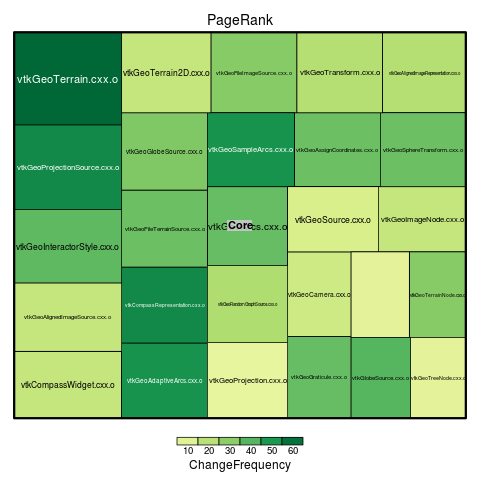 PageRank
vtkGeoTerrain.cxx.o
vtkGeoTerrain2D.cxx.o
vtkGeoFileImageSource.cxx.o
vtkGeoTransform.cxx.o
vtkGeoAlignedImageRepresentation.cxx.o
vtkGeoProjectionSource.cxx.o
vtkGeoGlobeSource.cxx.o
vtkGeoSampleArcs.cxx.o
vtkGeoAssignCoordinates.cxx.o
vtkGeoSphereTransform.cxx.o
vtkGeoInteractorStyle.cxx.o
vtkGeoFileTerrainSource.cxx.o
Core
vtkGeoSource.cxx.o
vtkGeoImageNode.cxx.o
vtkGeoAlignedImageSource.cxx.o
vtkCompassRepresentation.cxx.o
vtkGeoRandomGraphSource.cxx.o
vtkGeoCamera.cxx.o
vtkGeoTerrainNode.cxx.o
vtkCompassWidget.cxx.o
vtkGeoAdaptiveArcs.cxx.o
vtkGeoProjection.cxx.o
vtkGeoGraticule.cxx.o
vtkGlobeSource.cxx.o
vtkGeoTreeNode.cxx.o
10 20 30 40 50 60
ChangeFrequency